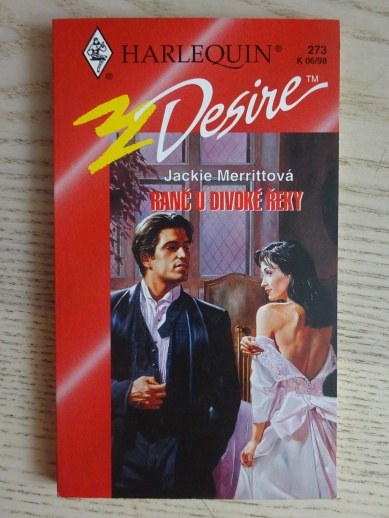 HARLEQUIN®
273
K 06/98
®
Desire™
Jackie Merrittová
RANČ U DIVOKÉ ŘEKY